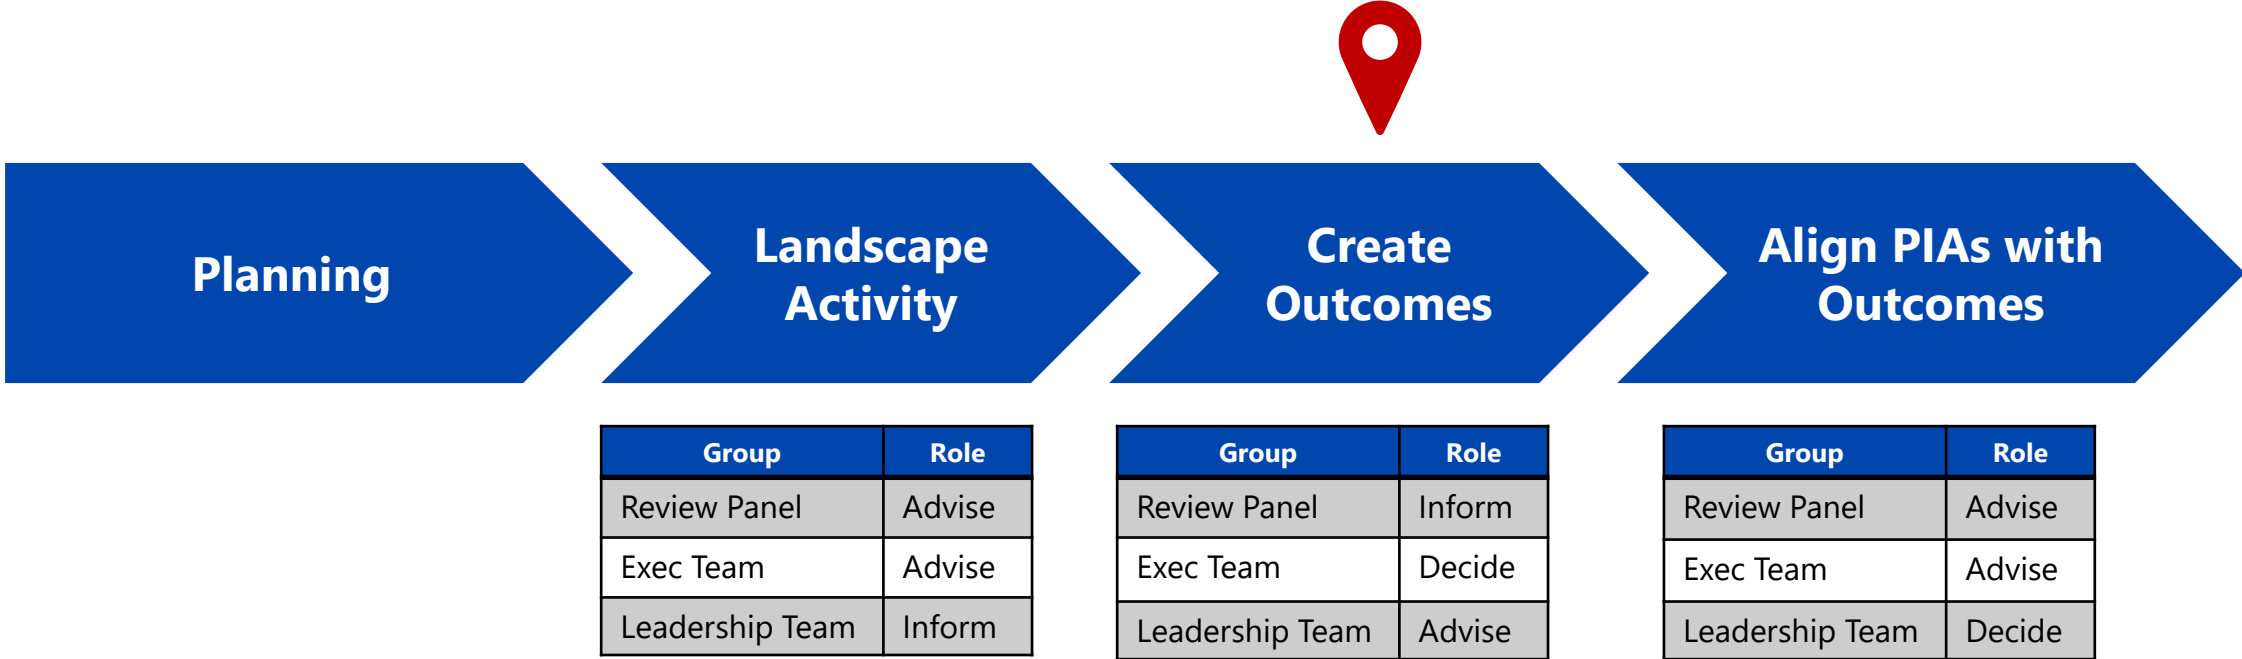 Planning
Landscape
Activity
Create
Outcomes
Align PIAs with
Outcomes
Group Role
Review Panel Advise
Exec Team Advise
Leadership Team Inform
Group Role
Review Panel Inform
Exec Team Decide
Leadership Team Advise
Group Role
Review Panel Advise
Exec Team Advise
Leadership Team Decide